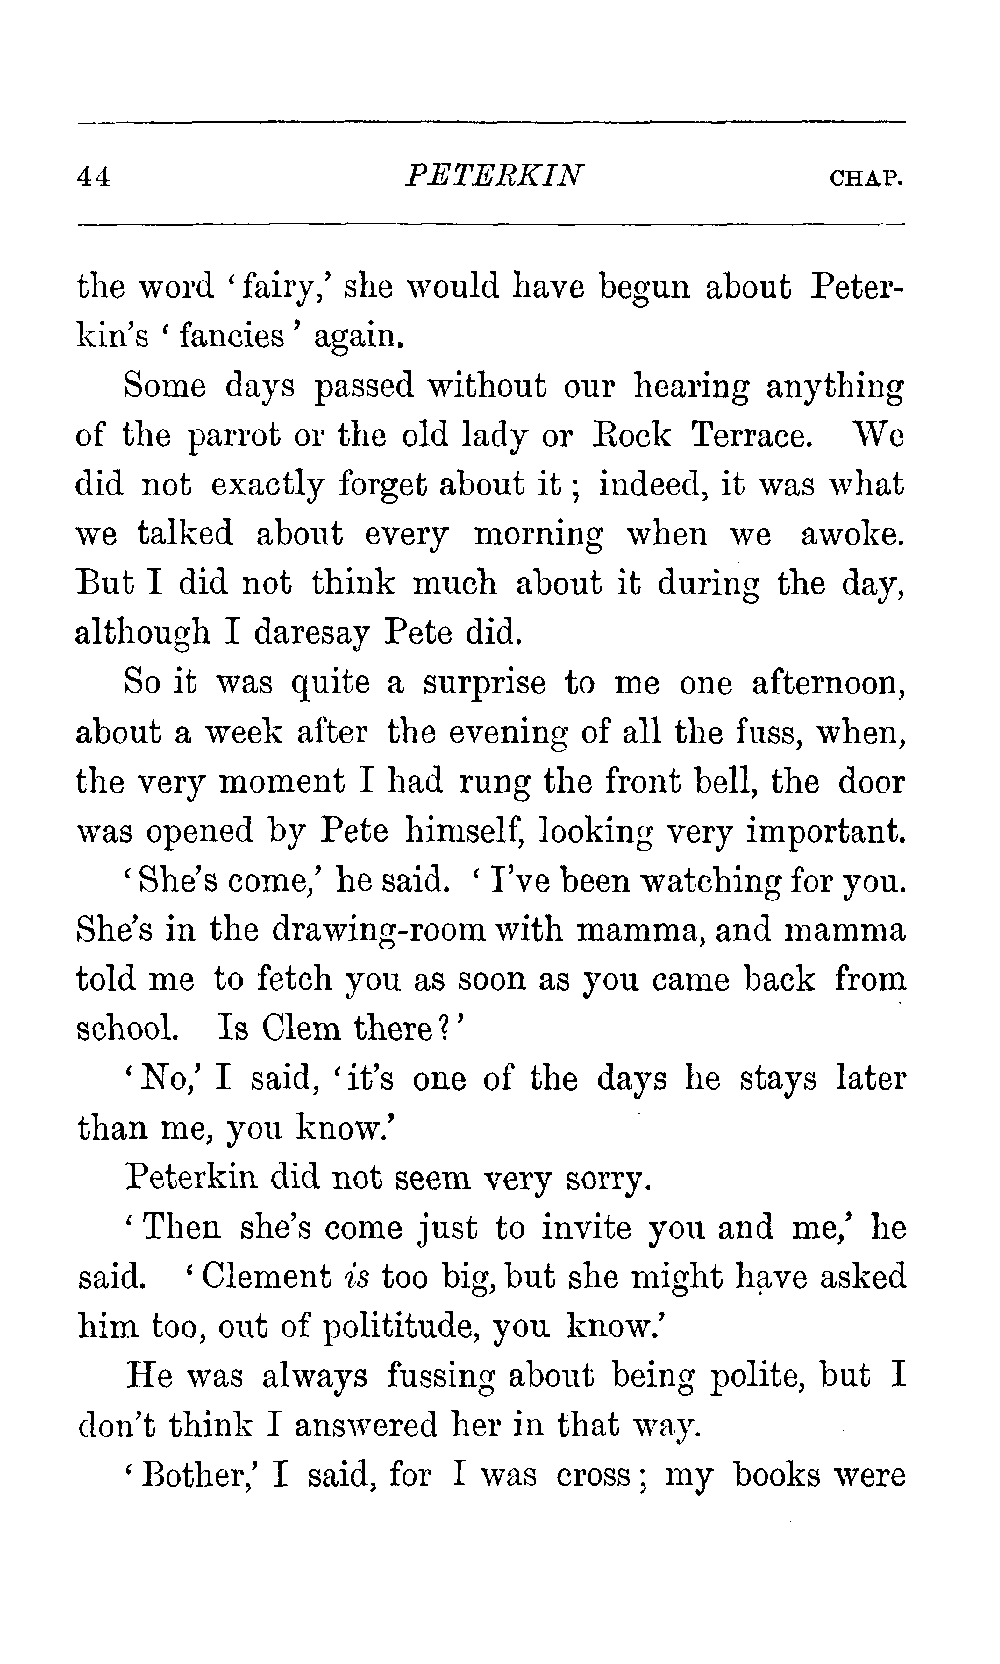 44 PETERKIN CHAP.
the word ‘fairy,’ she would have begun about Peter-
kin’s ‘ fancies ’ again.
Some days passed without our hearing anything
of the parrot or the old lady or Rock Terrace. We
did not exactly forget about it ; indeed, it was what
we talked about every morning when we awoke.
But I did not think much about it during the day,
although I daresay Pete did.
So it was quite a surprise to me one afternoon,
about a week after the evening of all the fuss, when,
the very moment I had rung the front bell, the door
was opened by Pete himself, looking very important.
‘She’s come,’ he said. ‘ I’ve been watching for you.
She’s in the drawing-room with mamma, and mamma
told me to fetch you as soon as you came back from
school. Is Clem there?’
‘No,’ I said, ‘it’s one of the days he stays later
than me, you know.’
Peterkin did not seem very sorry.
‘Then she’s come just to invite you and me,’ he
said. ‘Clement is too big, but she might have asked
him too, out of polititude, you know.’
He was always fussing about being polite, but I
don’t think I answered her in that way.
‘Bother,’ I said, for I was cross; my books were